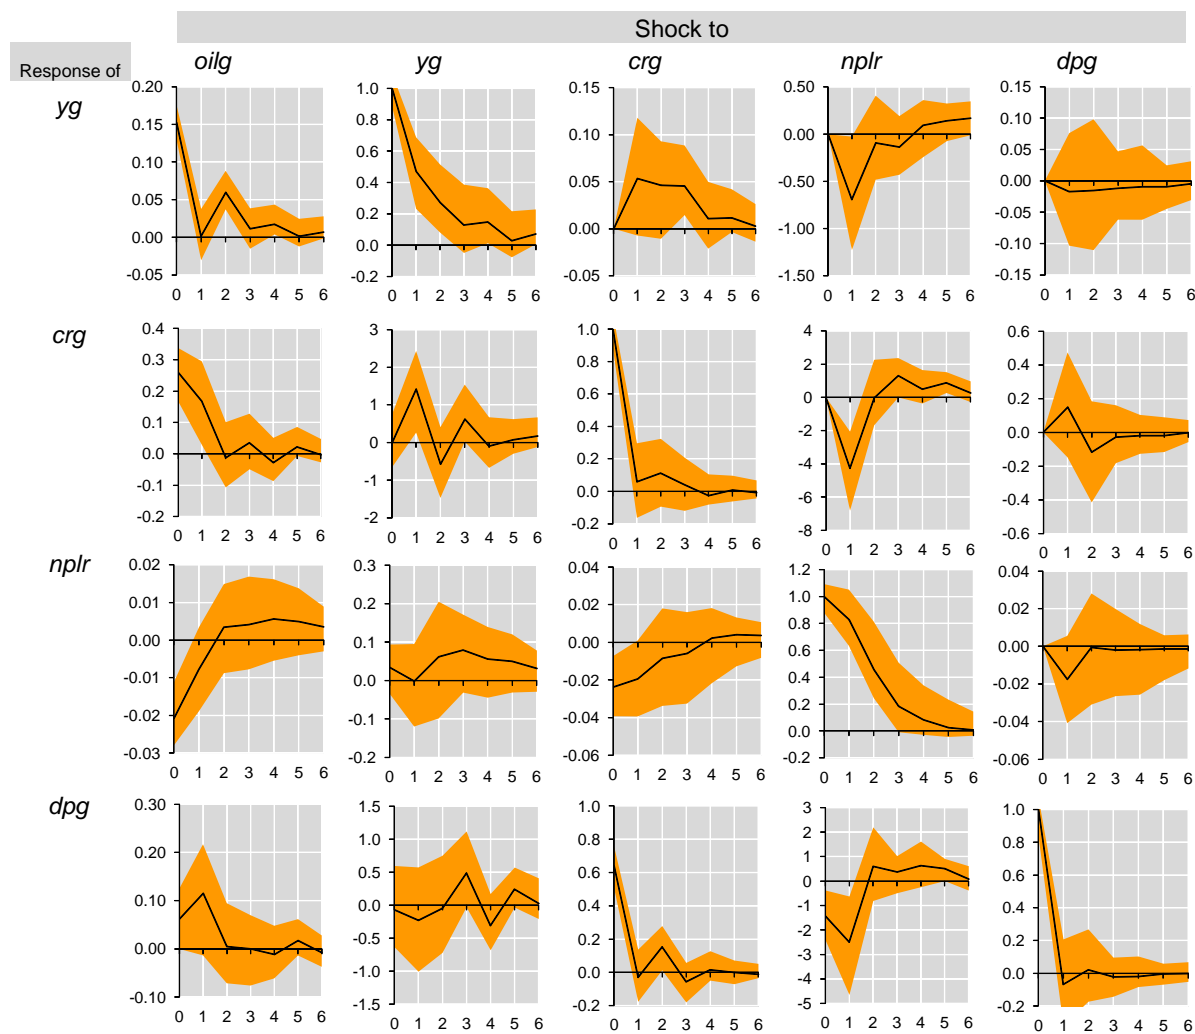 Shock to
Response of
oilg yg crg nplr dpg
yg
0.20 0.15 0.10 0.05 0.00 -0.05
0 1 2 3 4 5 6
1.0 0.8 0.6 0.4 0.2 0.0 -0.2
0 1 2 3 4 5 6
0.15 0.10 0.05 0.00 0.05
0 1 2 3 4 5 6
0.50 0.00 -0.50 -1.00 -1.50
0 1 2 3 4 5 6
0.15 0.10 0.05 0.00 -0.05 -0.10 -0.15
0 1 2 3 4 5 6
crg
0.4 0.3 0.2 0.1 0.0 -0.1 -0.2
0 1 2 3 4 5 6
3 2 1 0 -1 -2
0 1 2 3 4 5 6
1.0 0.8 0.6 0.4 0.2 0.0 -0.2
0 1 2 3 4 5 6
4 2 0 -2 -4 -6 -8
0 1 2 3 4 5 6
0.6 0.4 0.2 0.0 -0.2 -0.4 -0.6
0 1 2 3 4 5 6
nplr
0.02 0.01 0.00 -0.01 -0.02 -0.03
0 1 2 3 4 5 6
0.3 0.2 0.1 0.0 -0.1 -0.2
0 1 2 3 4 5 6
0.04 0.02 0.00 -0.02 -0.04 -0.06
0 1 2 3 4 5 6
1.2 1.0 0.8 0.6 0.4 0.2 0.0 -0.2
0 1 2 3 4 5 6
0.04 0.02 0.00 -0.02 -0.04 -0.06
0 1 2 3 4 5 6
dpg
0.30 0.20 0.10 0.00 -0.10
0 1 2 3 4 5 6
1.5 1.0 0.5 0.0 -0.5 -1.0 -1.5
0 1 2 3 4 5 6
1.0 0.8 0.6 0.4 0.2 0.0 -0.2
0 1 2 3 4 5 6
3 2 1 0 -1 -2 -3 -4 -5
0 1 2 3 4 5 6
1.0 0.8 0.6 0.4 0.2 0.0 -0.2
0 1 2 3 4 5 6